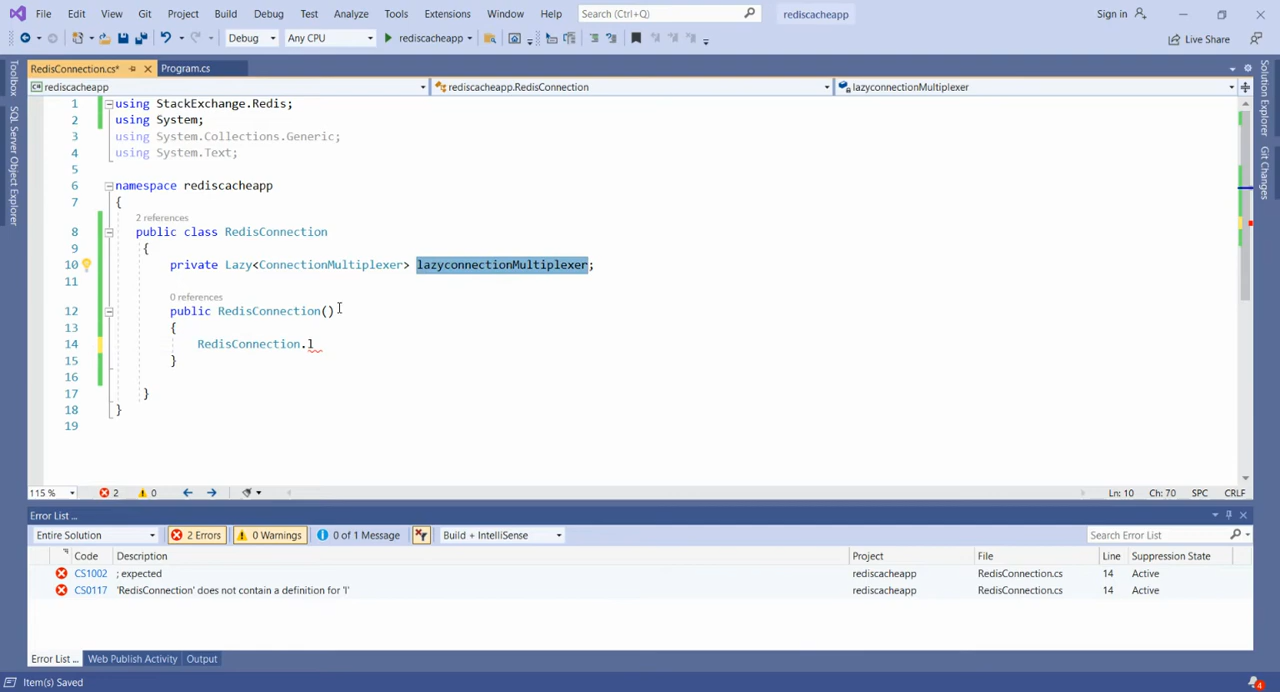 File Edit View Git Project Build Debug Test Analyze Tools Extensions Window Help Search (Ctrl+Q) rediscacheapp Sign in
Debug Any CPU rediscacheapp Live Share
RedisConnection.cs* Program.cs
rediscacheapp rediscacheapp.RedisConnection lazyconnectionMultiplexer
Toolbox
SQL Server Object Explorer
Solution Explorer
Git Changes
1 using StackExchange.Redis;
2 using System;
3 using System.Collections.Generic;
4 using System.Text;
5
6 namespace rediscacheapp
7 {
2 references
8 public class RedisConnection
9 {
10 private Lazy<ConnectionMultiplexer> lazyconnectionMultiplexer;
11
0 references
12 public RedisConnection()
13 {
14 RedisConnection.l
15 }
16
17 }
18 }
19
115 % 2 0 Ln: 10 Ch: 70 SPC CRLF
Error List ...
Entire Solution 2 Errors 0 Warnings 0 of 1 Message Build + IntelliSense Search Error List
Code Description Project File Line Suppression State
CS1002 ; expected rediscacheapp RedisConnection.cs 14 Active
CS0117 'RedisConnection' does not contain a definition for 'l' rediscacheapp RedisConnection.cs 14 Active
Error List ... Web Publish Activity Output
Item(s) Saved 4